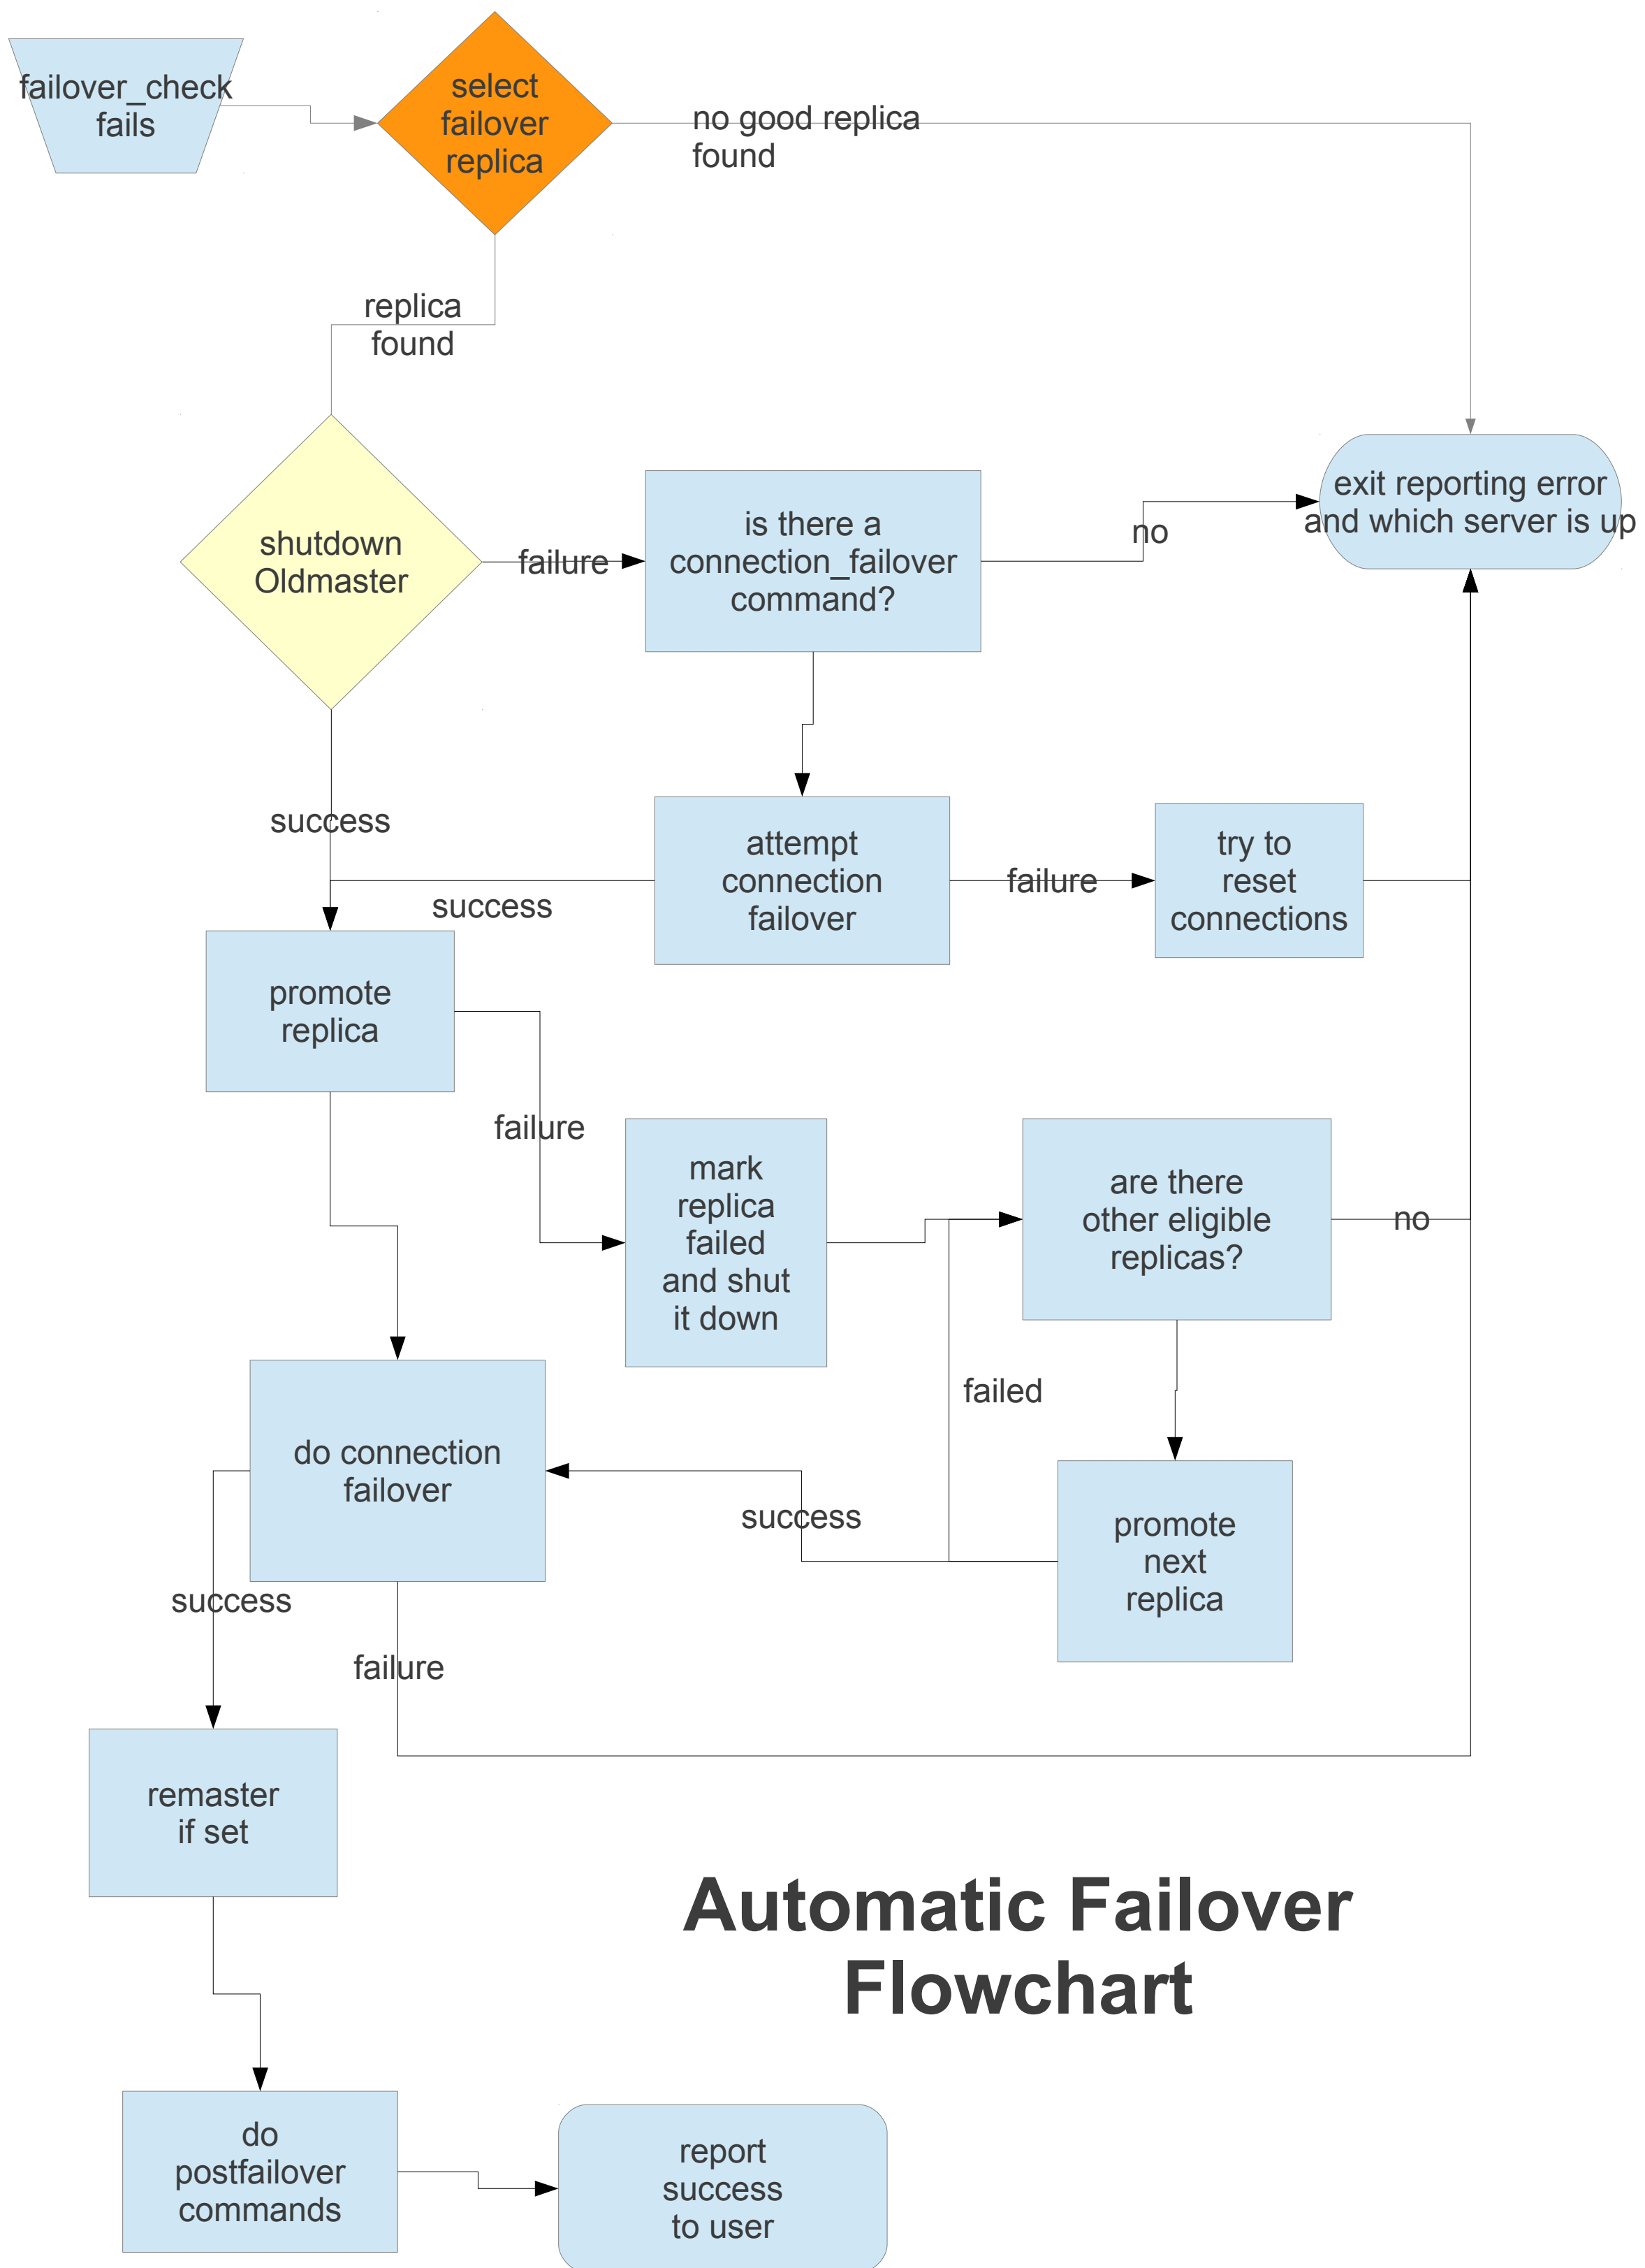 failover_check
fails
select
failover
replica
no good replica
found
replica
found
shutdown
Oldmaster
failure
is there a
connection_failover
command?
no
exit reporting error
and which server is up
success
attempt
connection
failover
success
failure
try to
reset
connections
promote
replica
failure
mark
replica
failed
and shut
it down
are there
other eligible
replicas?
no
failed
do connection
failover
success
promote
next
replica
success
failure
remaster
if set
Automatic Failover
Flowchart
do
postfailover
commands
report
success
to user